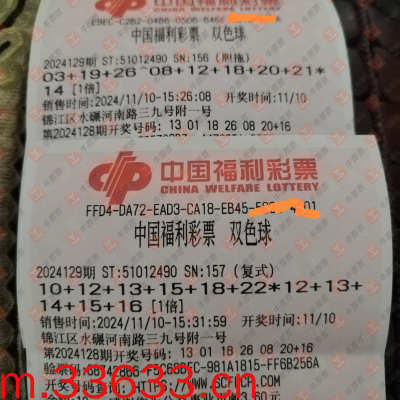 E9FC-C2B2-04B6-0506-B46
中国福利彩票 双色球
2024129期 ST:51012490 SN:156 (胆拖)
03+19+26 08+12+18+20+21*
14 [1倍]
销售时间:2024/11/10-15:26:08 开奖时间:11/10
锦江区水碾河南路三九号附一号
第2024128期开奖号码: 13 01 18 26 08 20+16
中国福利彩票
CHINA WELFARE LOTTERY
FFD4-DA72-EAD3-CA18-EB45- 01
中国福利彩票 双色球
2024129期 ST:51012490 SN:157 (复式)
10+12+13+15+18+22*12+13+
14+15+16 [1倍]
销售时间:2024/11/10-15:31:59 开奖时间:11/10
锦江区水碾河南路三九号附一号
第2024128期开奖号码: 13 01 18 26 08 20+16
m.33633.cn